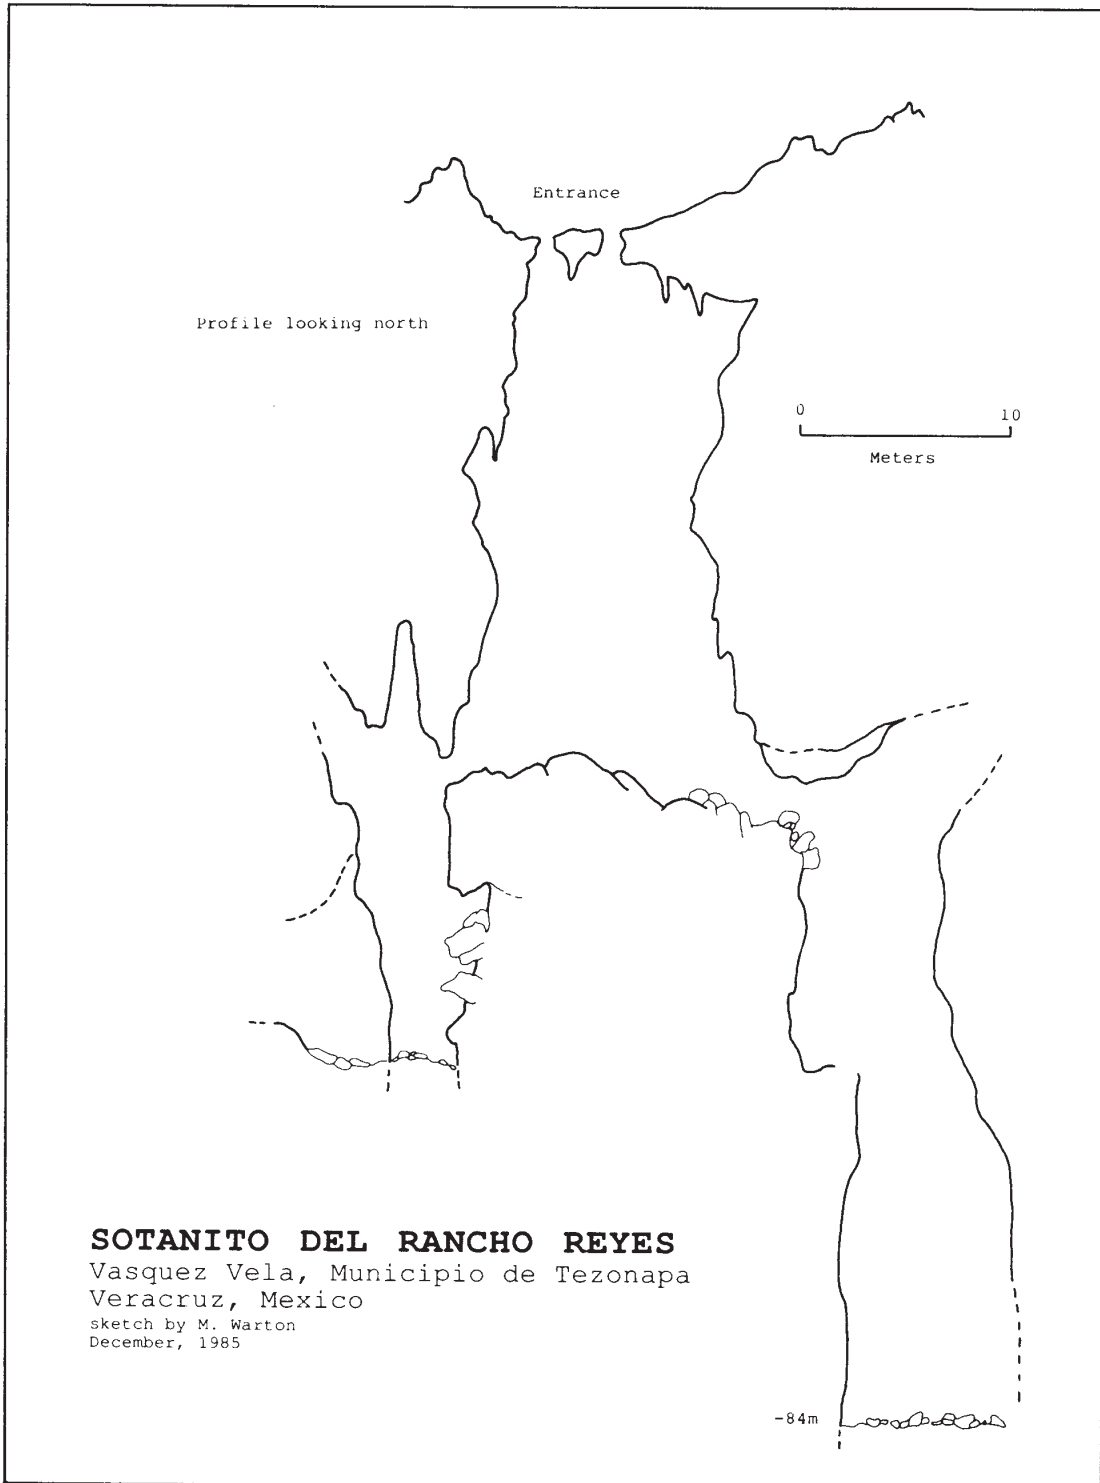 Entrance
Profile looking north
0 10
Meters
SOTANITO DEL RANCHO REYES
Vasquez Vela, Municipio de Tezonapa
Veracruz, Mexico
sketch by M. Warton
December, 1985
-84m